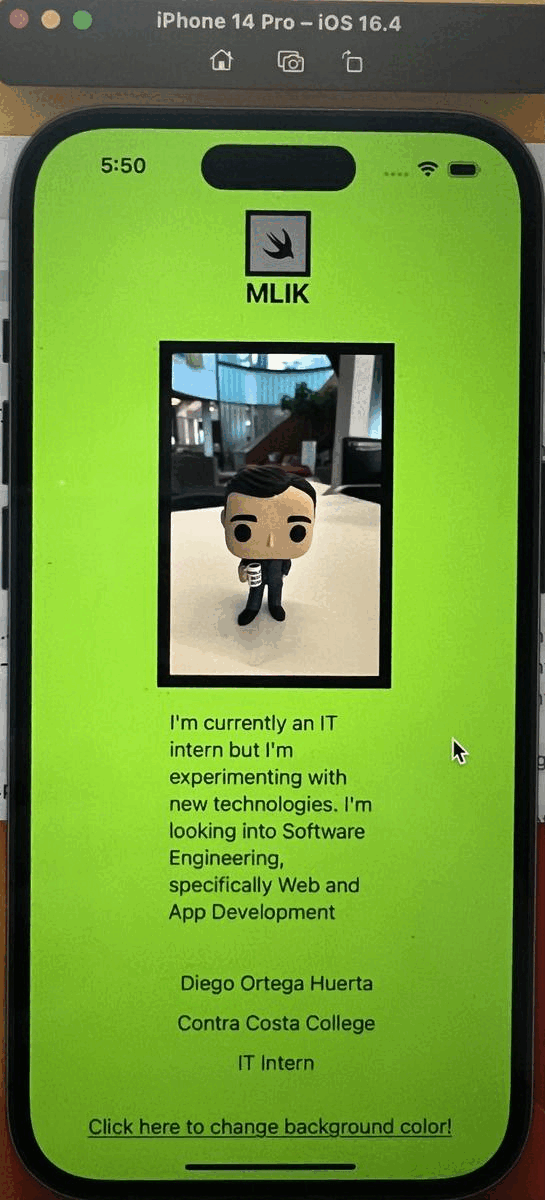 iPhone 14 Pro – iOS 16.4
5:50
MLIK
I'm currently an IT
intern but I'm
experimenting with
new technologies. I'm
looking into Software
Engineering,
specifically Web and
App Development
Diego Ortega Huerta
Contra Costa College
IT Intern
Click here to change background color!